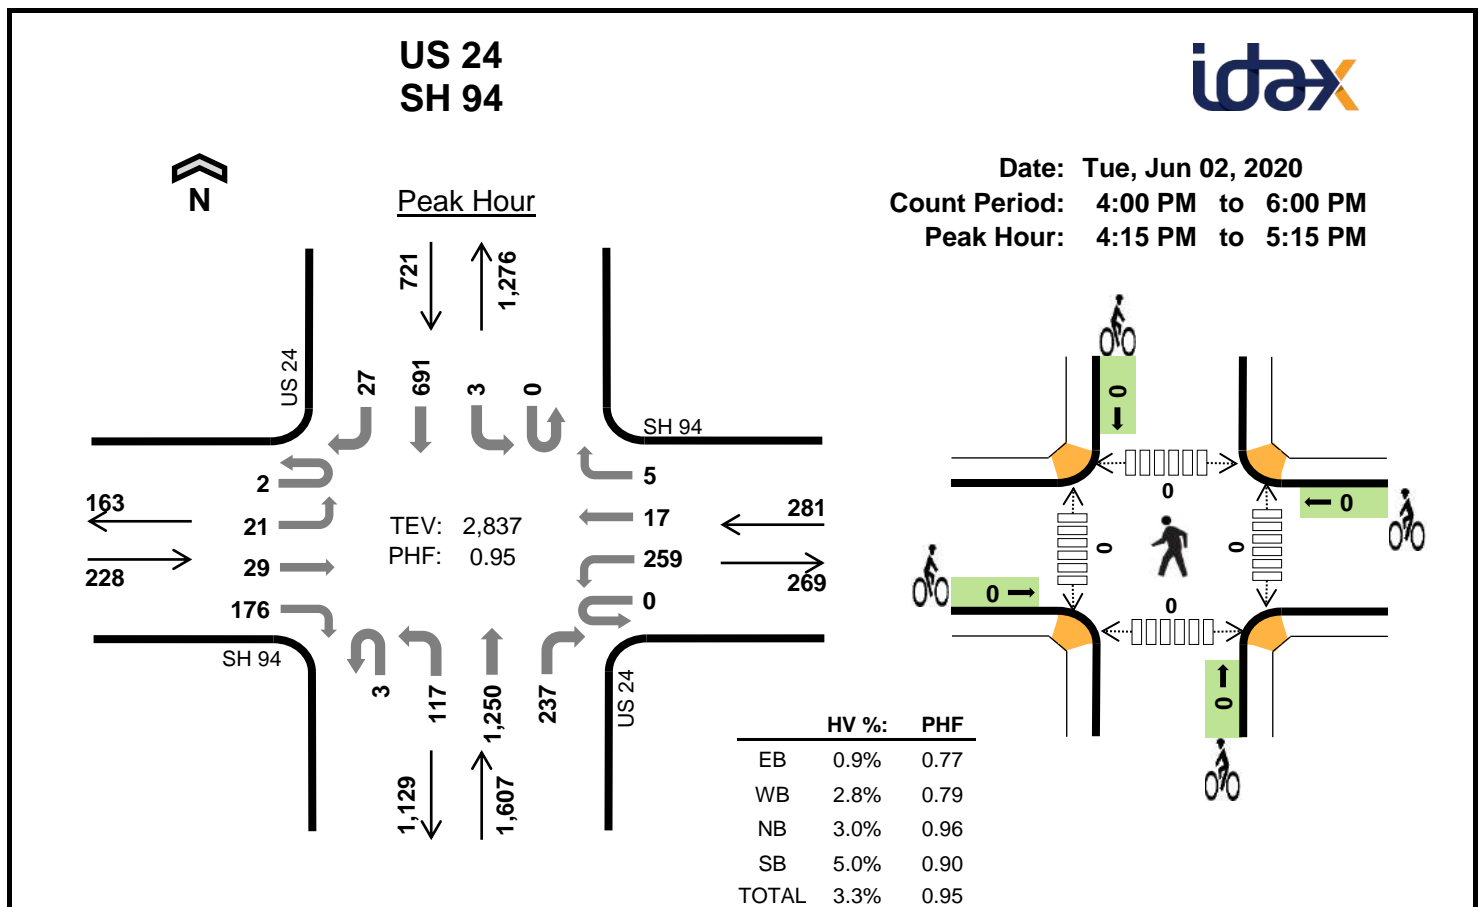 US 24
SH 94
idax
N
Peak Hour
Date: Tue, Jun 02, 2020
Count Period: 4:00 PM to 6:00 PM
Peak Hour: 4:15 PM to 5:15 PM
721
1,276
US 24
27
691
3
0
SH 94
2
21
29
176
163
228
TEV: 2,837
PHF: 0.95
5
17
259
0
281
269
SH 94
3
117
1,250
237
US 24
1,129
1,607
HV %: PHF
EB 0.9% 0.77
WB 2.8% 0.79
NB 3.0% 0.96
SB 5.0% 0.90
TOTAL 3.3% 0.95
0
0
0
0
0
0
0
0